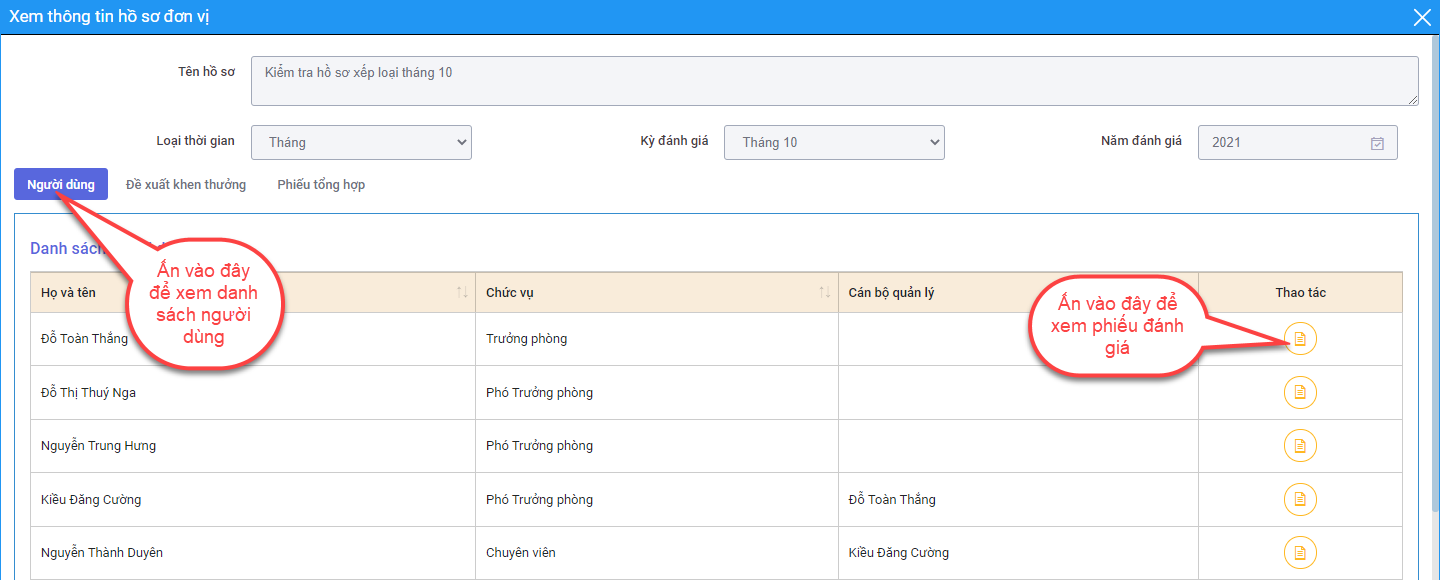 Xem thông tin hồ sơ đơn vị
Tên hồ sơ
Kiểm tra hồ sơ xếp loại tháng 10
Loại thời gian Tháng Kỳ đánh giá Tháng 10 Năm đánh giá 2021
Người dùng Đề xuất khen thưởng Phiếu tổng hợp
Danh sách
Ấn vào đây
để xem danh
sách người
dùng
Ấn vào đây để
xem phiếu đánh
giá
Họ và tên Chức vụ Cán bộ quản lý Thao tác
Đỗ Toàn Thắng Trưởng phòng
Đỗ Thị Thuý Nga Phó Trưởng phòng
Nguyễn Trung Hưng Phó Trưởng phòng
Kiều Đăng Cường Phó Trưởng phòng Đỗ Toàn Thắng
Nguyễn Thành Duyên Chuyên viên Kiều Đăng Cường